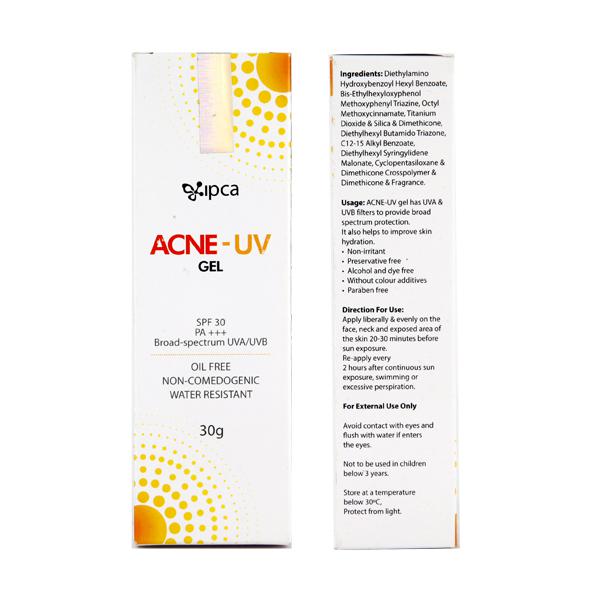 ipca
ACNE-UV
GEL
SPF 30
PA +++
Broad-spectrum UVA/UVB
OIL FREE
NON-COMEDOGENIC
WATER RESISTANT
30g
Ingredients: Diethylamino
Hydroxybenzoyl Hexyl Benzoate,
Bis-Ethylhexyloxyphenol
Methoxyphenyl Triazine, Octyl
Methoxycinnamate, Titanium
Dioxide & Silica & Dimethicone,
Diethylhexyl Butamido Triazone,
C12-15 Alkyl Benzoate,
Diethylhexyl Syringylidene
Malonate, Cyclopentasiloxane &
Dimethicone Crosspolymer &
Dimethicone & Fragrance.
Usage: ACNE-UV gel has UVA &
UVB filters to provide broad
spectrum protection.
It also helps to improve skin
hydration.
• Non-irritant
• Preservative free
• Alcohol and dye free
• Without colour additives
• Paraben free
Direction For Use:
Apply liberally & evenly on the
face, neck and exposed area of
the skin 20-30 minutes before
sun exposure.
Re-apply every
2 hours after continuous sun
exposure, swimming or
excessive perspiration.
For External Use Only
Avoid contact with eyes and
flush with water if enters
the eyes.
Not to be used in children
below 3 years.
Store at a temperature
below 30ºC,
Protect from light.